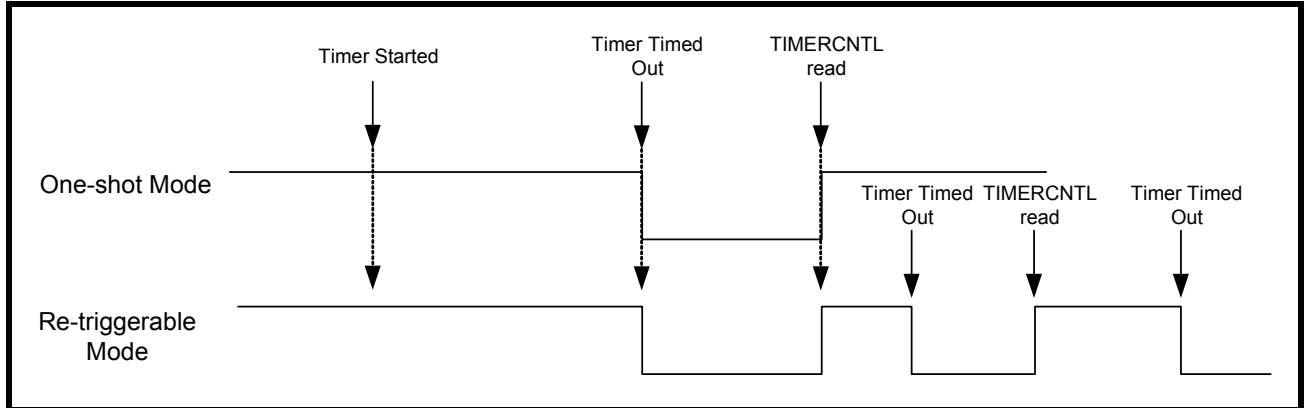 Timer Started
Timer Timed
Out
TIMERCNTL
read
One-shot Mode
Timer Timed
Out
TIMERCNTL
read
Timer Timed
Out
Re-triggerable
Mode